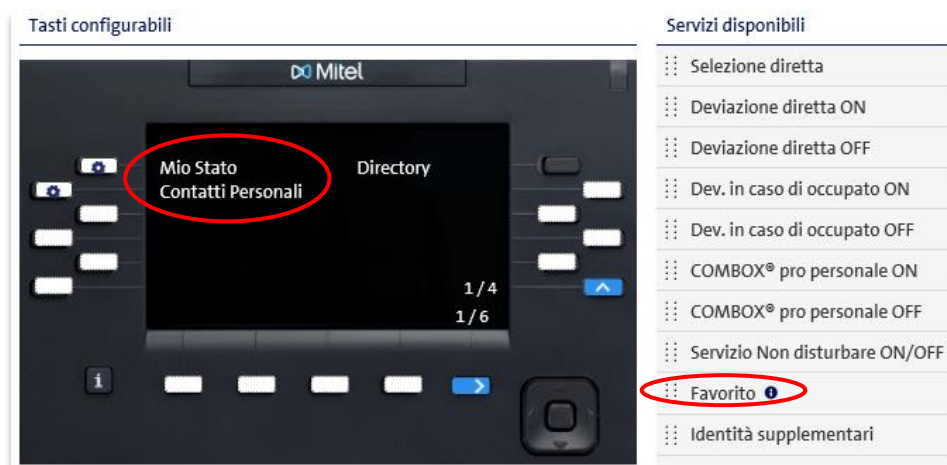 Tasti configurabili
Mitel
Mio Stato
Directory
Contatti Personali
1/4
1/6
i
Servizi disponibili
Selezione diretta
Deviazione diretta ON
Deviazione diretta OFF
Dev. in caso di occupato ON
Dev. in caso di occupato OFF
COMBOX® pro personale ON
COMBOX® pro personale OFF
Servizio Non disturbare ON/OFF
Favorito i
Identità supplementari